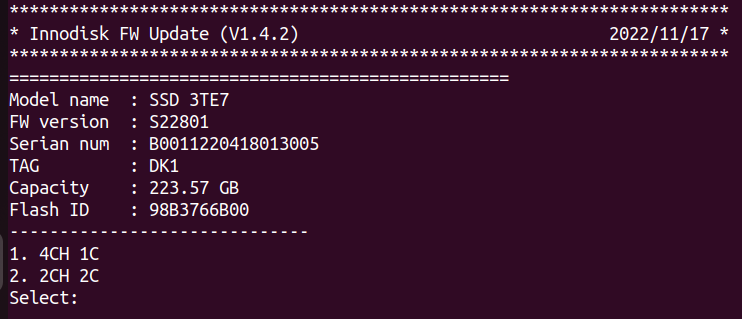 ************************************************************************
* Innodisk FW Update (V1.4.2)                               2022/11/17 *
************************************************************************
==================================================
Model name  : SSD 3TE7
FW version  : S22801
Serian num  : B0011220418013005
TAG         : DK1
Capacity    : 223.57 GB
Flash ID    : 98B3766B00
------------------------------
1. 4CH 1C
2. 2CH 2C
Select: